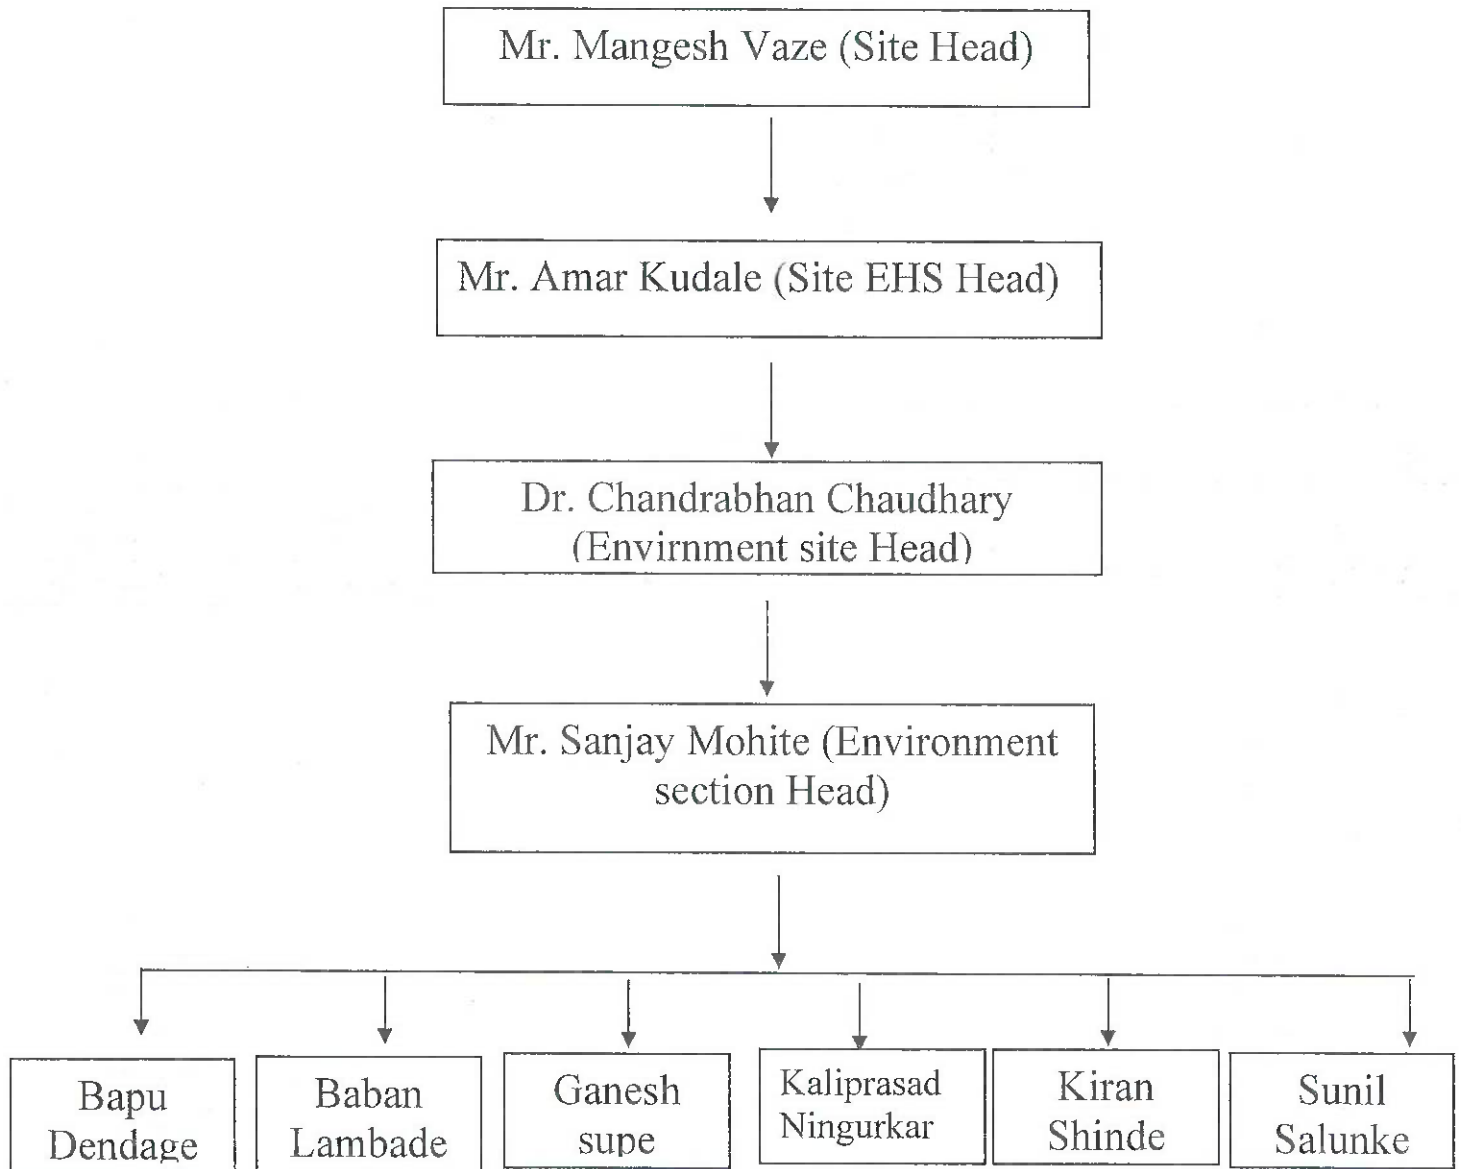 Mr. Mangesh Vaze (Site Head)
Mr. Amar Kudale (Site EHS Head)
Dr. Chandrabhan Chaudhary
(Envirnment site Head)
Mr. Sanjay Mohite (Environment
section Head)
Bapu
Dendage
Baban
Lambade
Ganesh
supe
Kaliprasad
Ningurkar
Kiran
Shinde
Sunil
Salunke